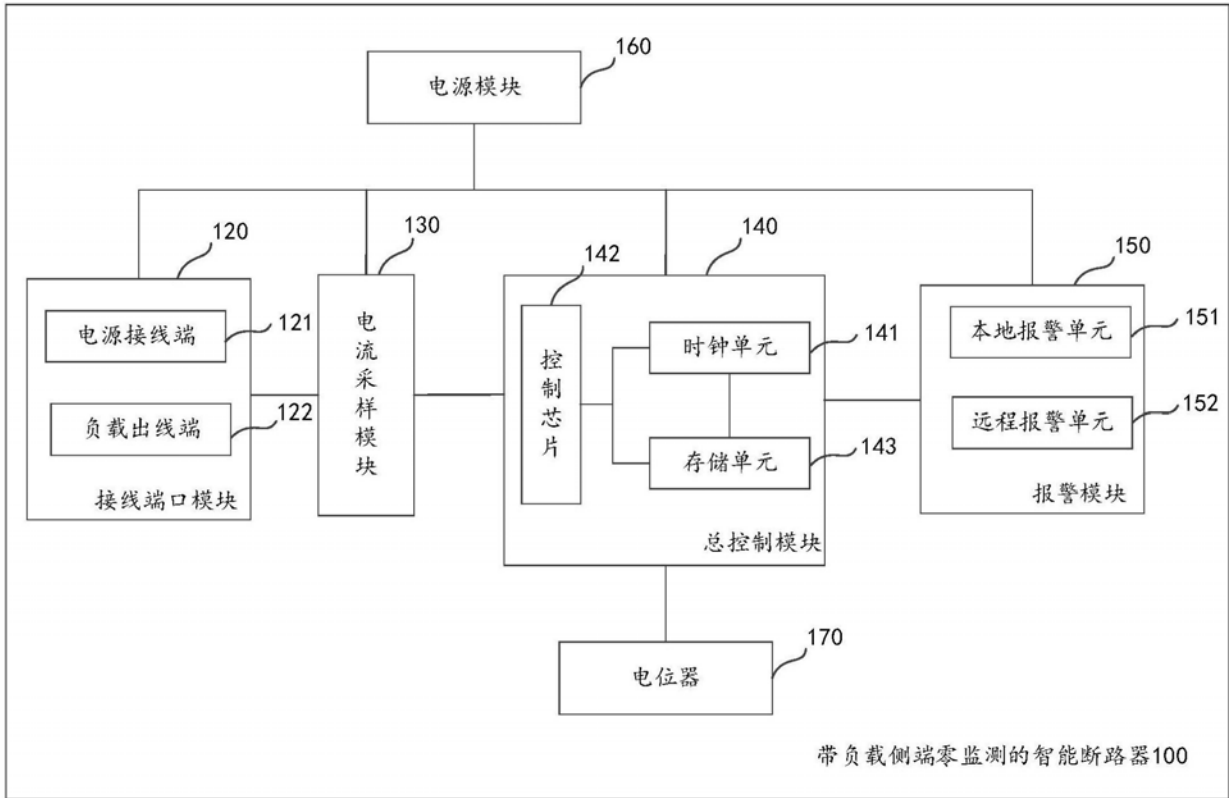 160
电源模块
120
130
142
140
150
电源接线端
121
负载出线端
122
接线端口模块
电流采样模块
控制芯片
时钟单元
141
存储单元
143
总控制模块
本地报警单元
151
远程报警单元
152
报警模块
170
电位器
带负载侧端零监测的智能断路器100